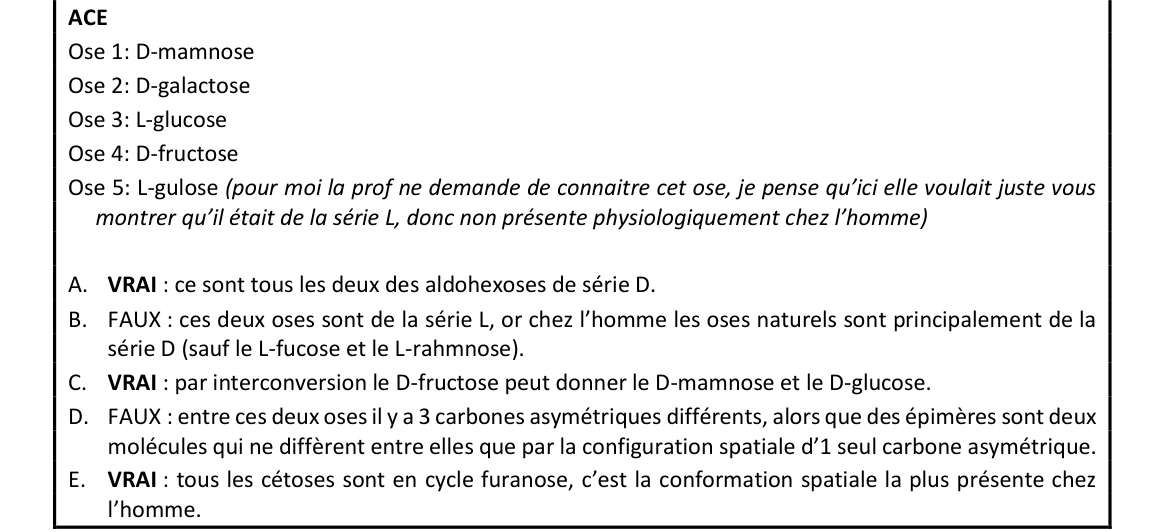 ACE
Ose 1: D-mamnose
Ose 2: D-galactose
Ose 3: L-glucose
Ose 4: D-fructose
Ose 5: L-gulose (pour moi la prof ne demande de connaitre cet ose, je pense qu’ici elle voulait juste vous
montrer qu’il était de la série L, donc non présente physiologiquement chez l’homme)
A. VRAI : ce sont tous les deux des aldohexoses de série D.
B. FAUX : ces deux oses sont de la série L, or chez l’homme les oses naturels sont principalement de la
série D (sauf le L-fucose et le L-rahmnose).
C. VRAI : par interconversion le D-fructose peut donner le D-mamnose et le D-glucose.
D. FAUX : entre ces deux oses il y a 3 carbones asymétriques différents, alors que des épimères sont deux
molécules qui ne diffèrent entre elles que par la configuration spatiale d’1 seul carbone asymétrique.
E. VRAI : tous les cétoses sont en cycle furanose, c’est la conformation spatiale la plus présente chez
l’homme.